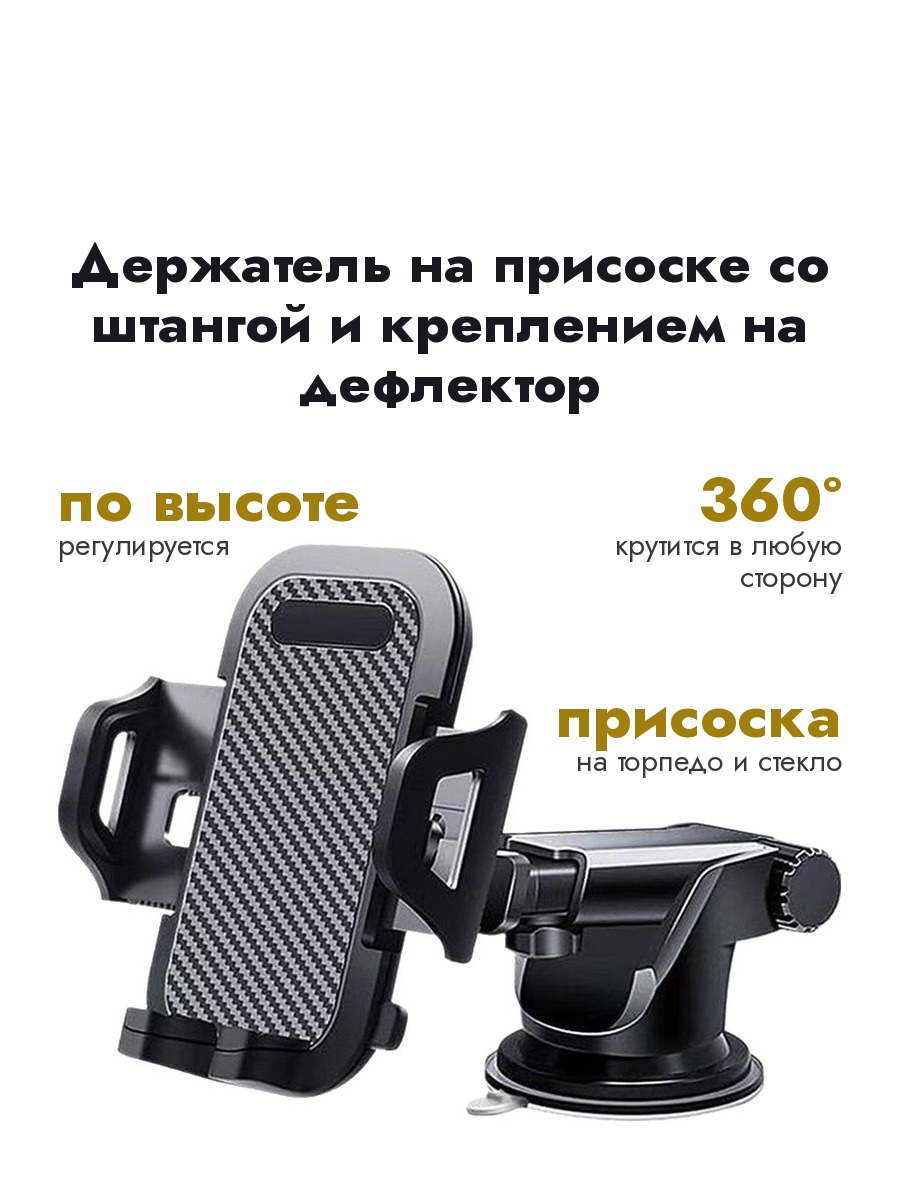 Держатель на присоске со
штангой и креплением на
дефлектор
по высоте
регулируется
360°
крутится в любую
сторону
присоска
на торпедо и стекло